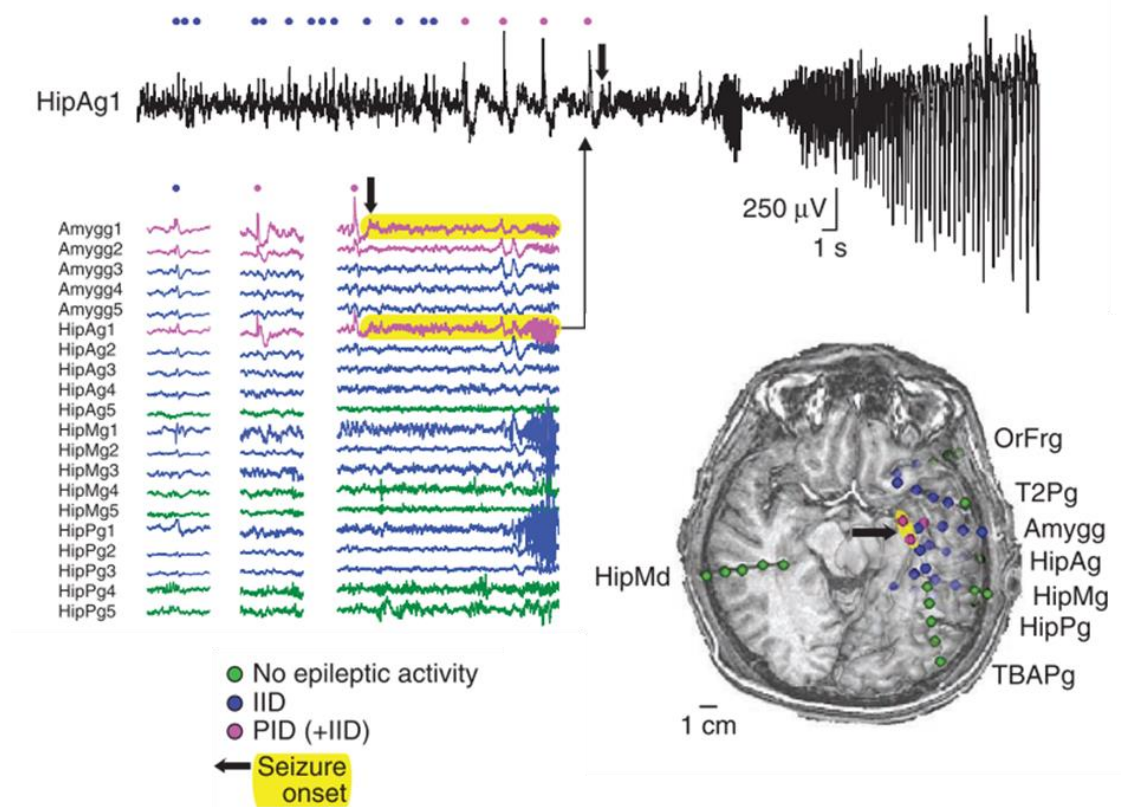 HipAg1
250 μV
1 s
Amygg1
Amygg2
Amygg3
Amygg4
Amygg5
HipAg1
HipAg2
HipAg3
HipAg4
HipAg5
HipMg1
HipMg2
HipMg3
HipMg4
HipMg5
HipPg1
HipPg2
HipPg3
HipPg4
HipPg5
OrFrg
T2Pg
Amygg
HipAg
HipMd
HipMg
HipPg
TBAPg
1 cm
No epileptic activity
IID
PID (+IID)
Seizure
onset